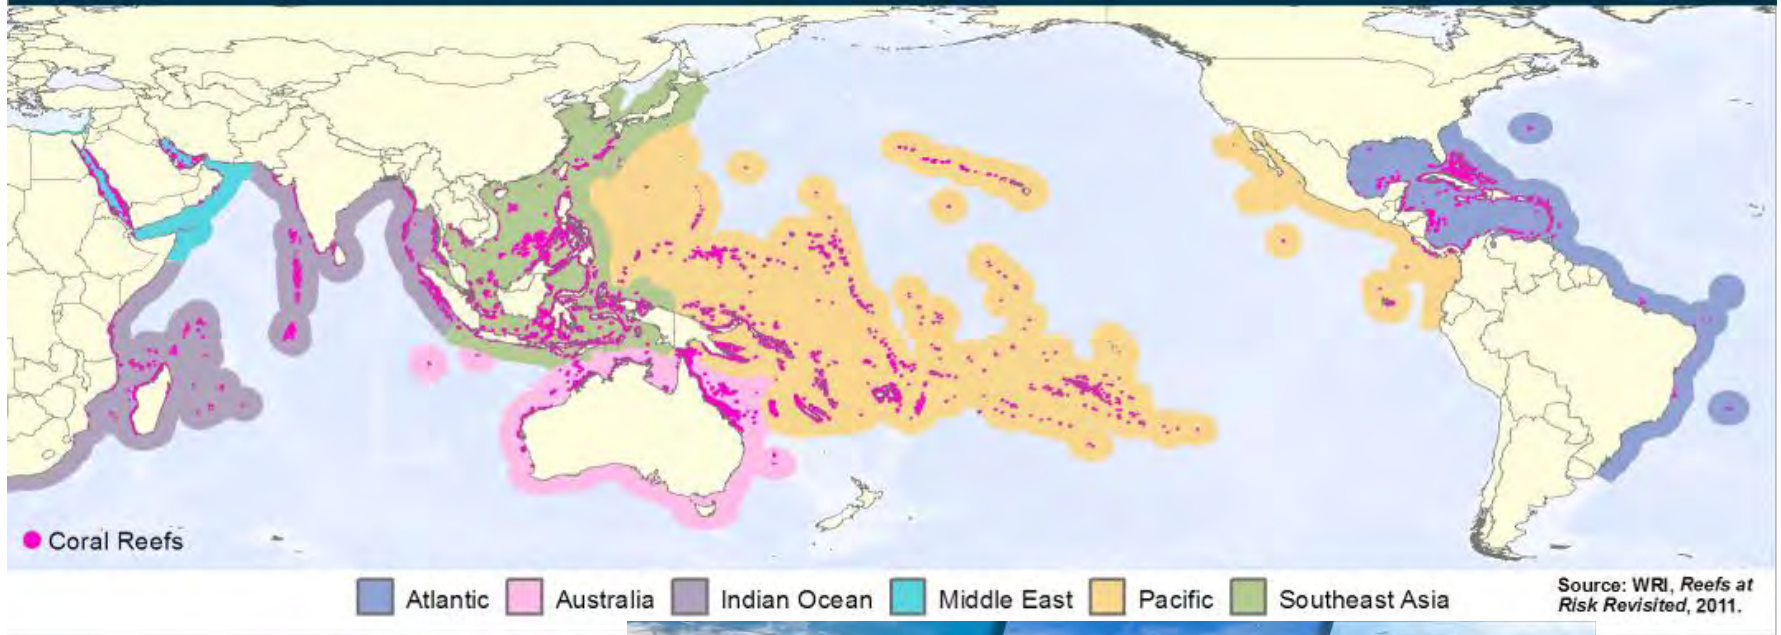 Coral Reefs
Atlantic
Australia
Indian Ocean
Middle East
Pacific
Southeast Asia
Source: WRI, Reefs at
Risk Revisited, 2011.